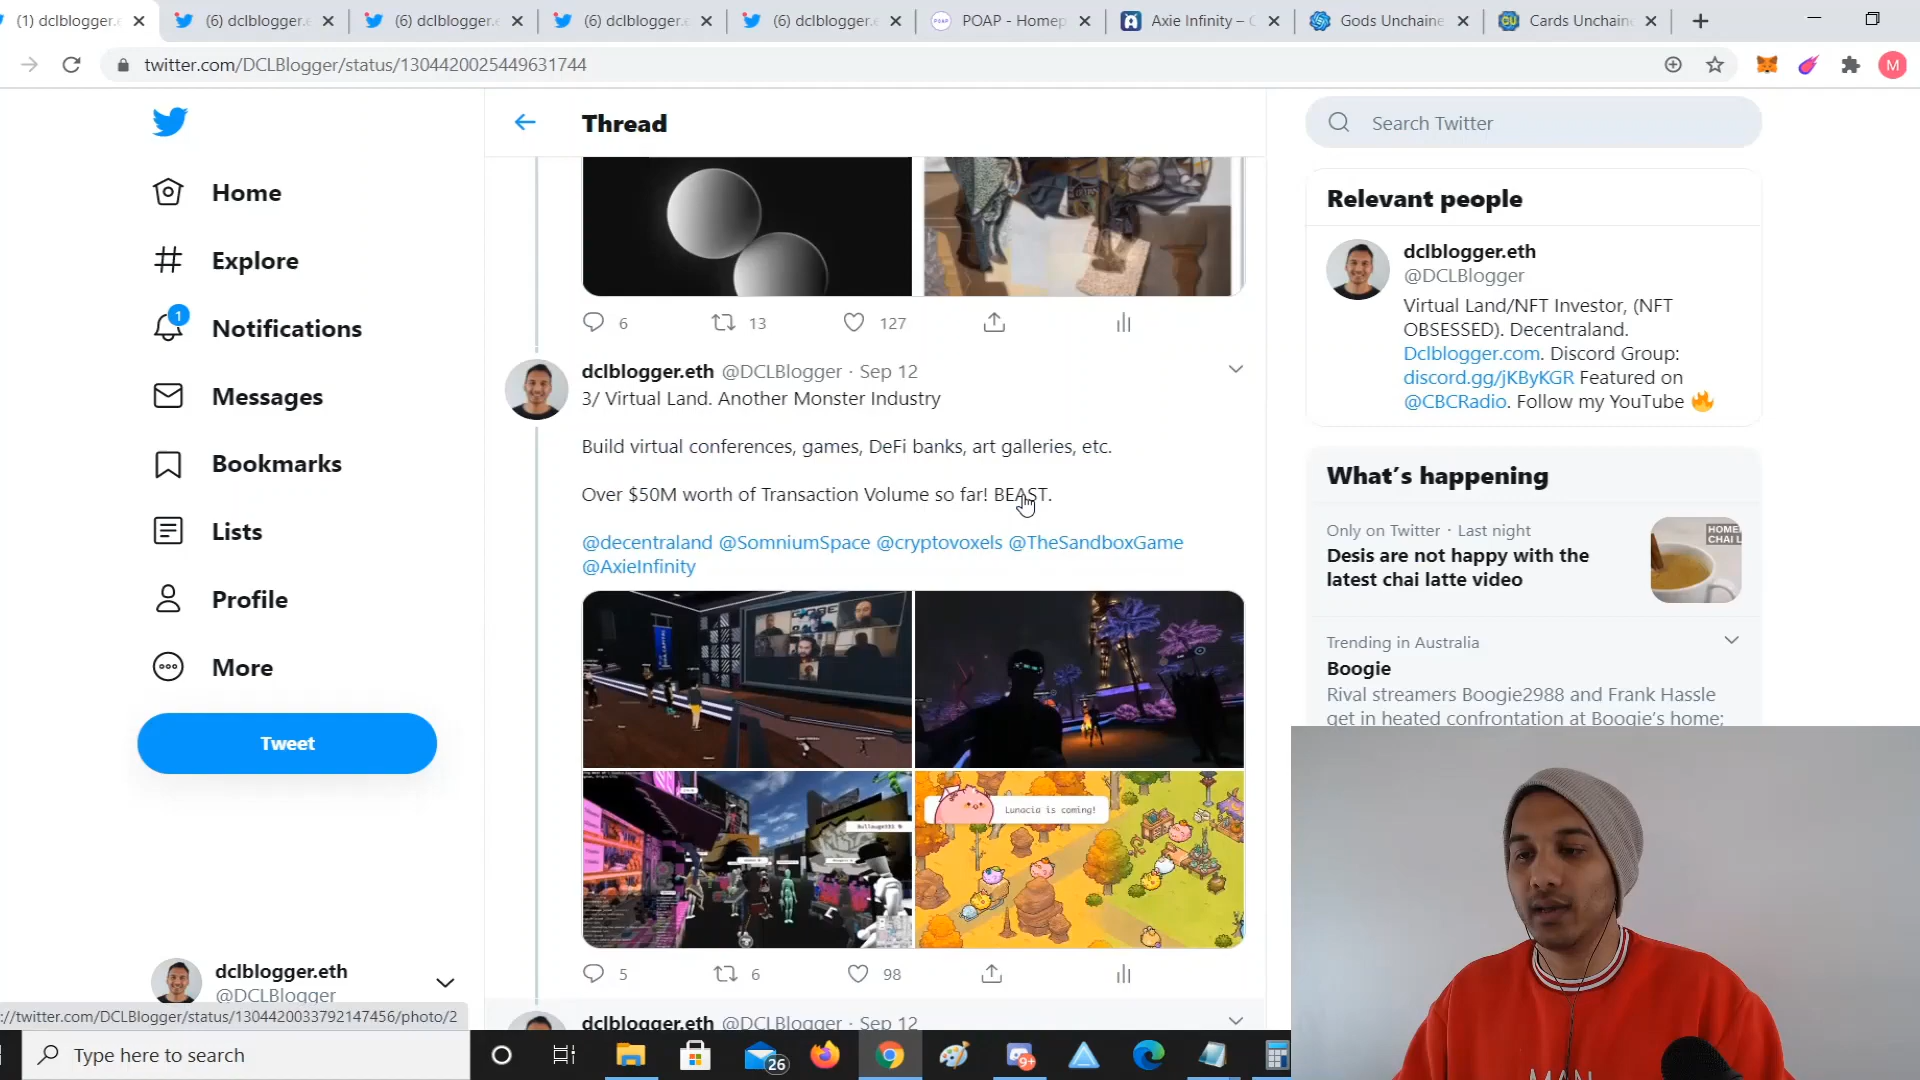 (1) dclblogger.e
(6) dclblogger.e
(6) dclblogger.e
(6) dclblogger.e
(6) dclblogger.e
POAP - Homep
Axie Infinity – C
Gods Unchaine
Cards Unchain
twitter.com/DCLBlogger/status/1304420025449631744
M
Home
Explore
1
Notifications
Messages
Bookmarks
Lists
Profile
More
Tweet
dclblogger.eth
@DCLBlogger
://twitter.com/DCLBlogger/status/1304420033792147456/photo/2
Thread
6 13 127
dclblogger.eth @DCLBlogger · Sep 12
3/ Virtual Land. Another Monster Industry
Build virtual conferences, games, DeFi banks, art galleries, etc.
Over $50M worth of Transaction Volume so far! BEAST.
@decentraland @SomniumSpace @cryptovoxels @TheSandboxGame
@AxieInfinity
Lunacia is coming!
5 6 98
dclblogger.eth @DCLBlogger · Sep 12
Search Twitter
Relevant people
dclblogger.eth
@DCLBlogger
Virtual Land/NFT Investor, (NFT
OBSESSED). Decentraland.
Dclblogger.com. Discord Group:
discord.gg/jKByKGR Featured on
@CBCRadio. Follow my YouTube 🔥
What's happening
Only on Twitter · Last night
Desis are not happy with the
latest chai latte video
HOME
CHAI L
Trending in Australia
Boogie
Rival streamers Boogie2988 and Frank Hassle
get in heated confrontation at Boogie's home;
Type here to search
26
9+